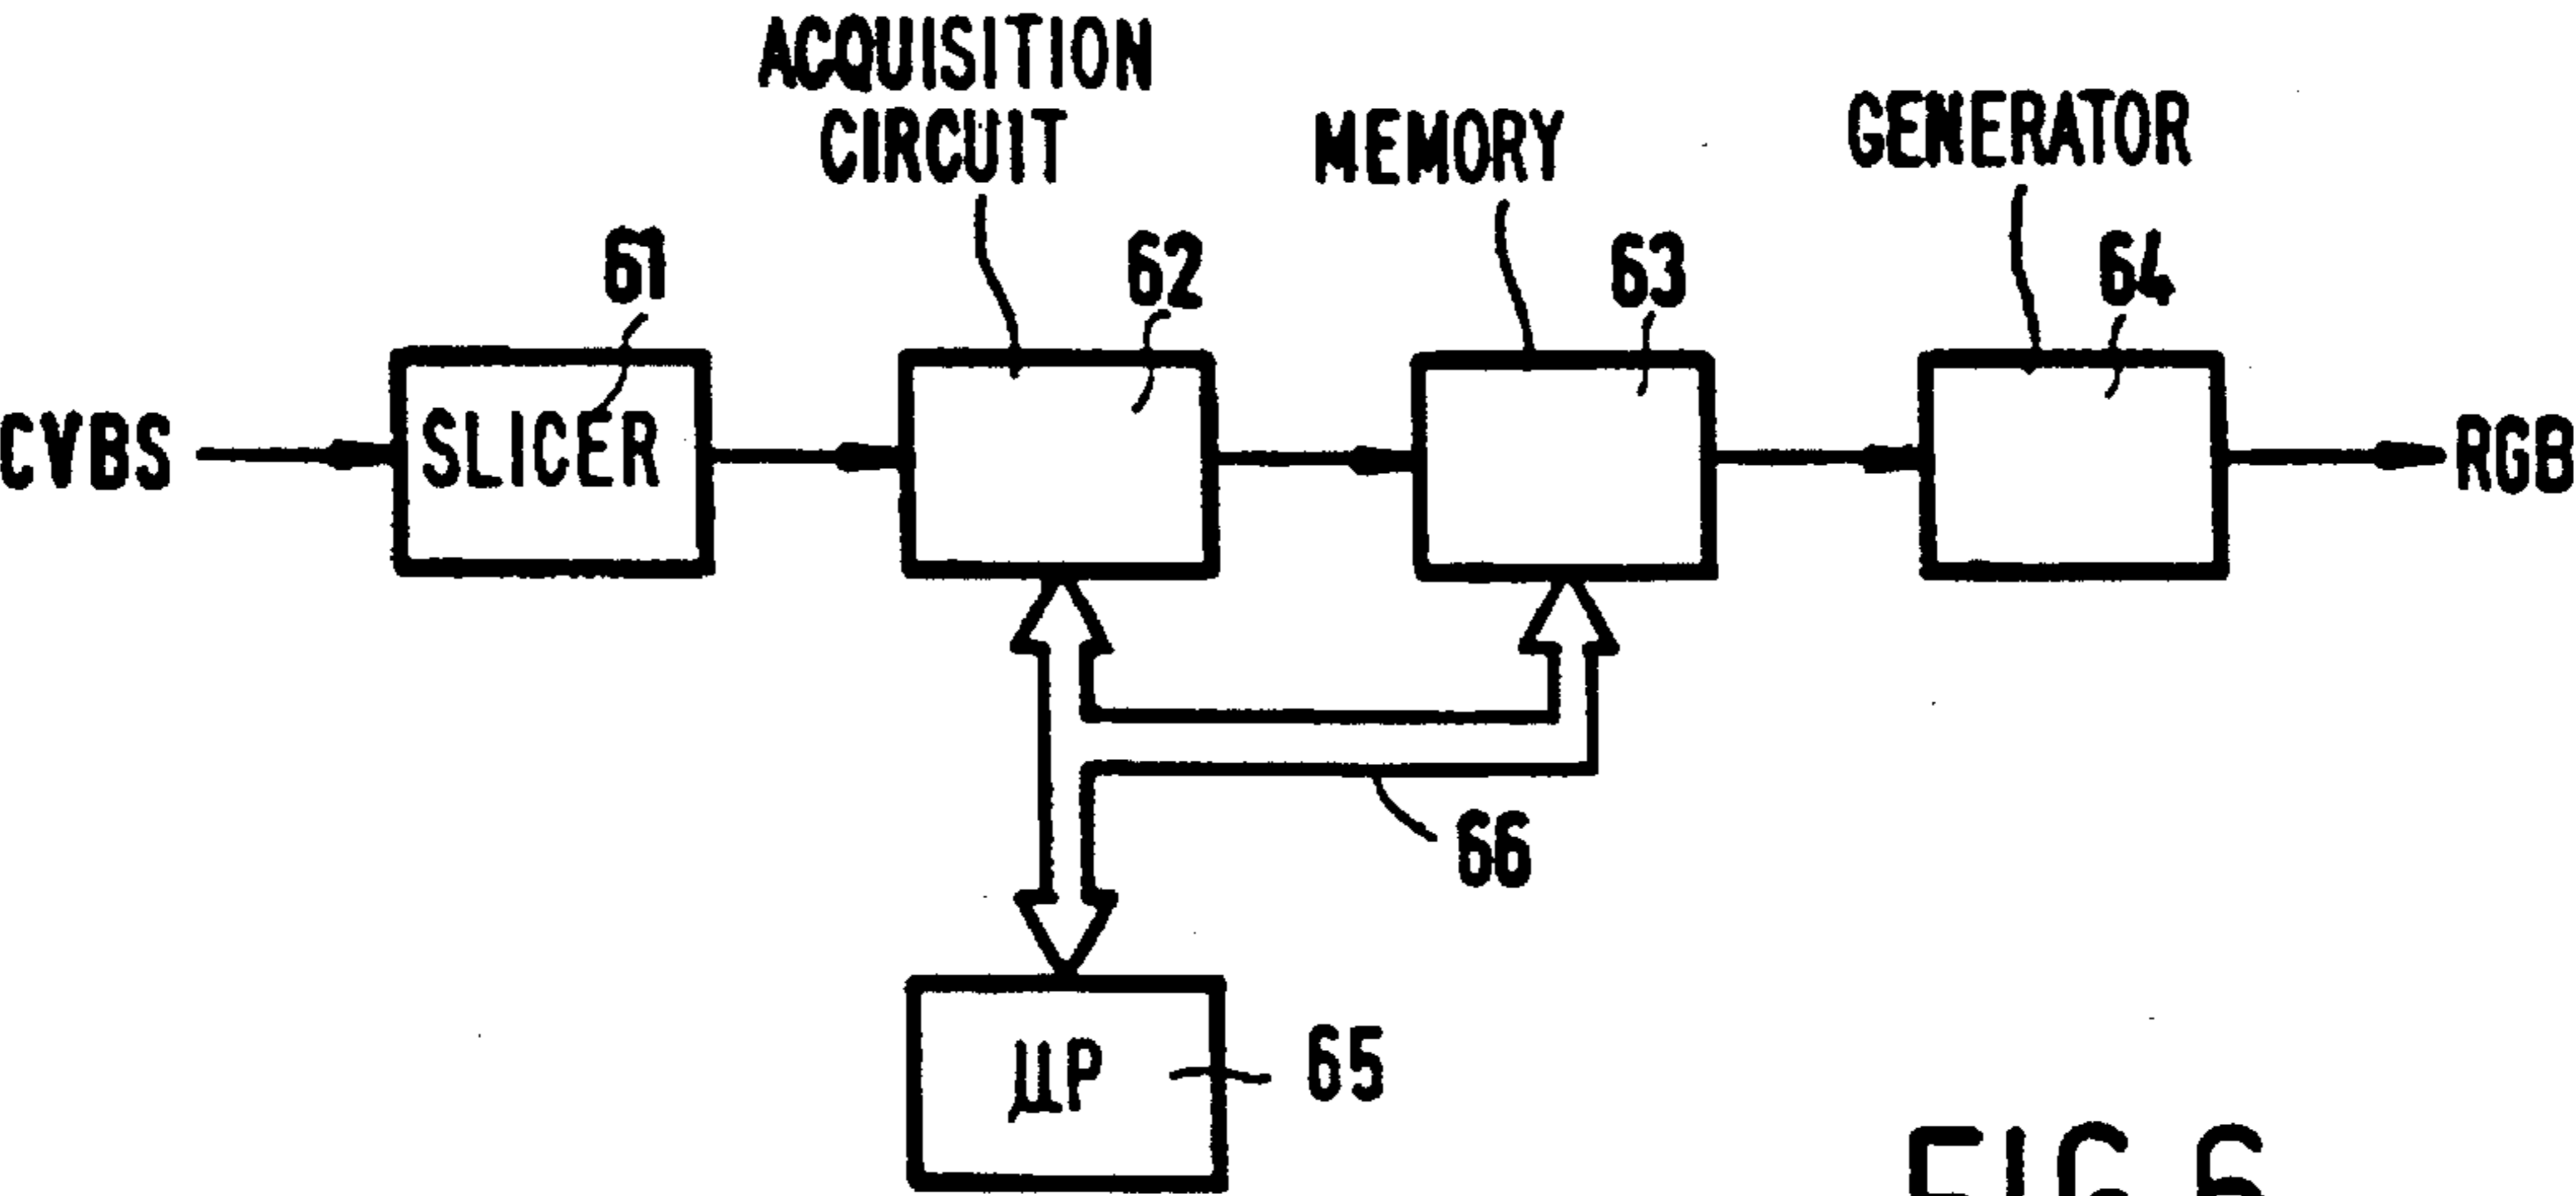 ACQUISITION
CIRCUIT
MEMORY
GENERATOR
61
62
63
64
CVBS
SLICER
RGB
66
µP
65
FIG.6